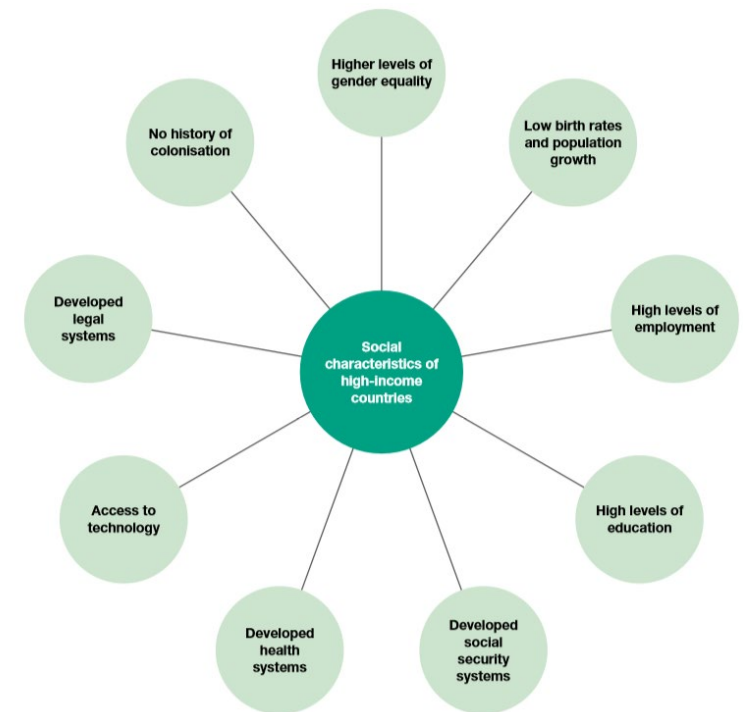 Higher levels of
gender equality
Low birth rates
and population
growth
High levels of
employment
High levels of
education
Developed
social
security
systems
Developed
health
systems
Access to
technology
Developed
legal
systems
No history of
colonisation
Social
characteristics of
high-income
countries